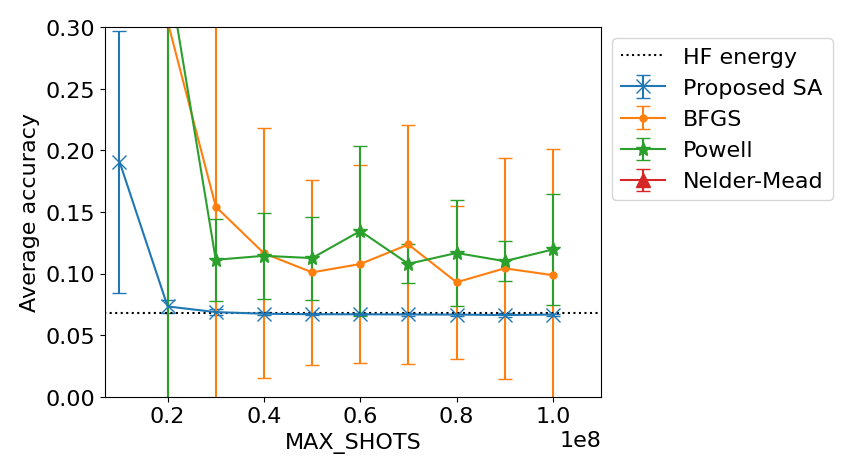 0.30
0.25
0.20
0.15
0.10
0.05
0.00
Average accuracy
0.2
0.4
0.6
0.8
1.0
1e8
MAX_SHOTS
HF energy
Proposed SA
BFGS
Powell
Nelder-Mead